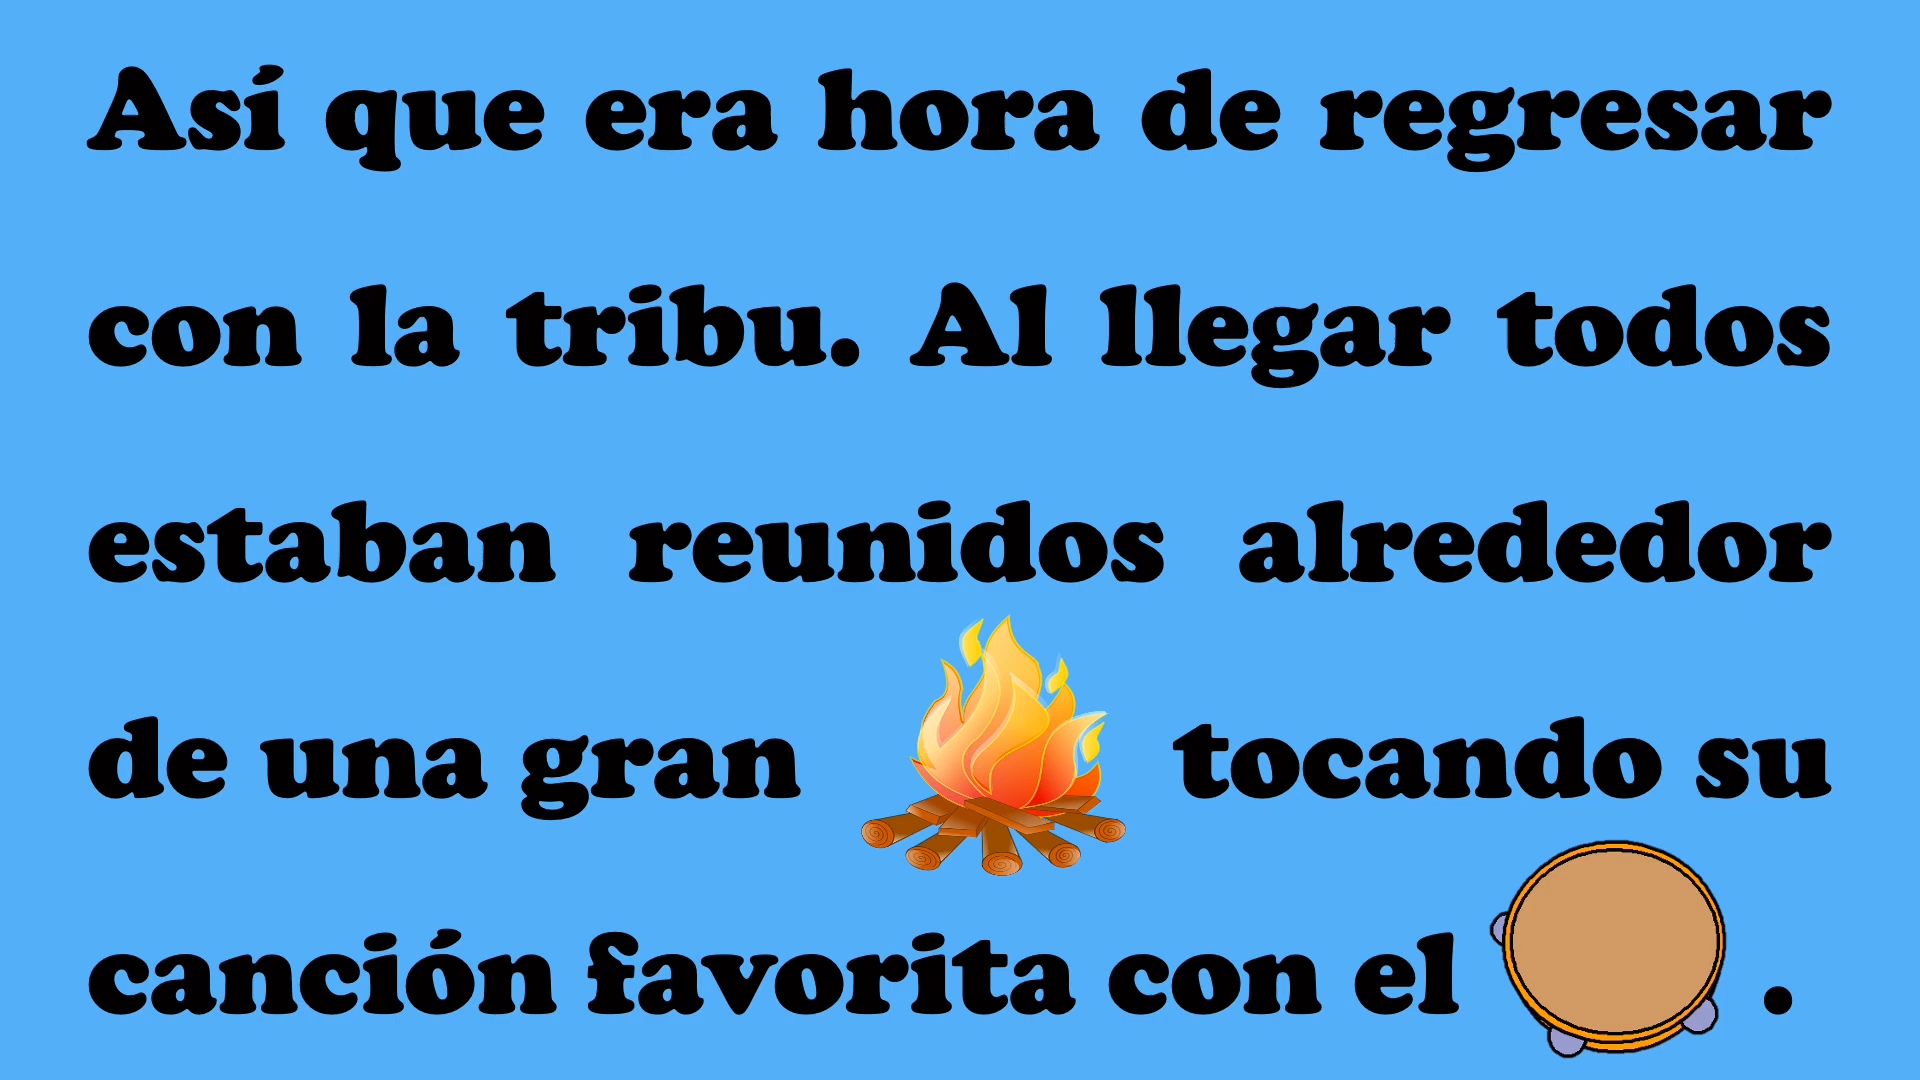 Así que era hora de regresar
con la tribu. Al llegar todos
estaban reunidos alrededor
de una gran tocando su
canción favorita con el .